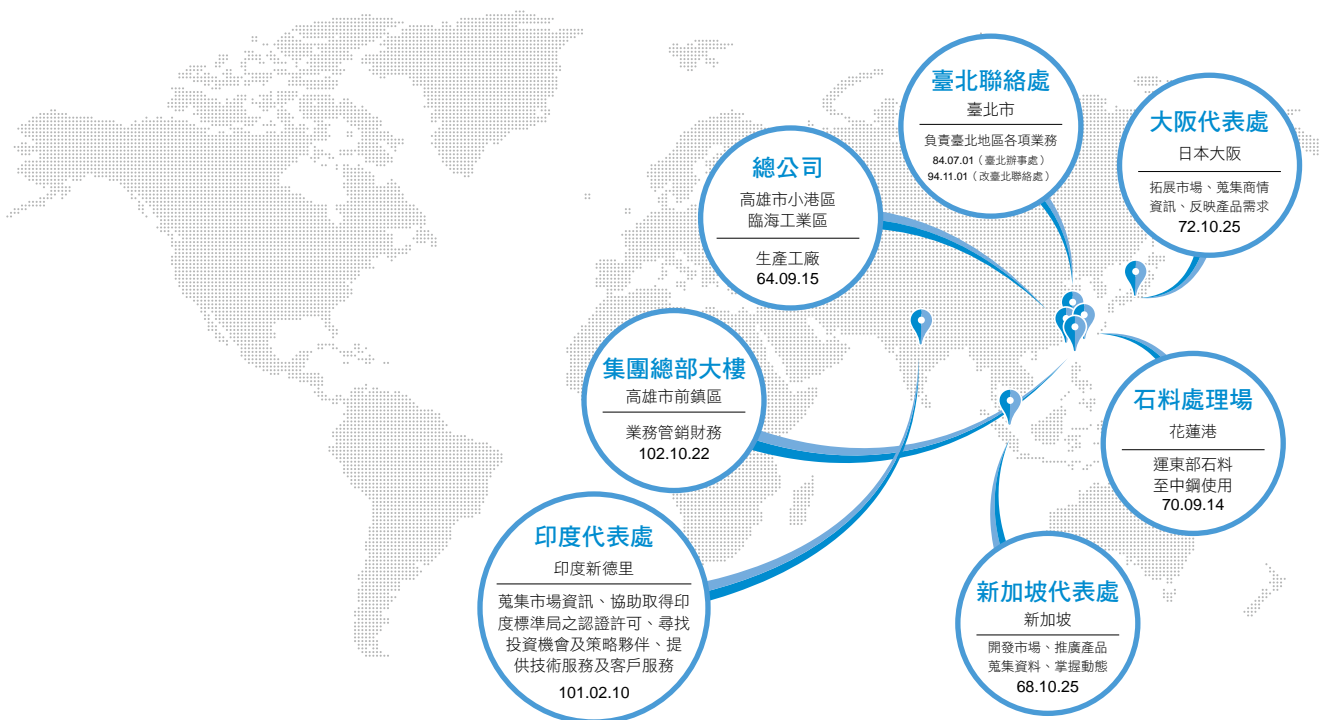 臺北聯絡處
臺北市
負責臺北地區各項業務
84.07.01（臺北辦事處）
94.11.01（改臺北聯絡處）
大阪代表處
日本大阪
拓展市場、蒐集商情
資訊、反映產品需求
72.10.25
總公司
高雄市小港區
臨海工業區
生產工廠
64.09.15
集團總部大樓
高雄市前鎮區
業務管銷財務
102.10.22
石料處理場
花蓮港
運東部石料
至中鋼使用
70.09.14
印度代表處
印度新德里
蒐集市場資訊、協助取得印
度標準局之認證許可、尋找
投資機會及策略夥伴、提
供技術服務及客戶服務
101.02.10
新加坡代表處
新加坡
開發市場、推廣產品
蒐集資料、掌握動態
68.10.25